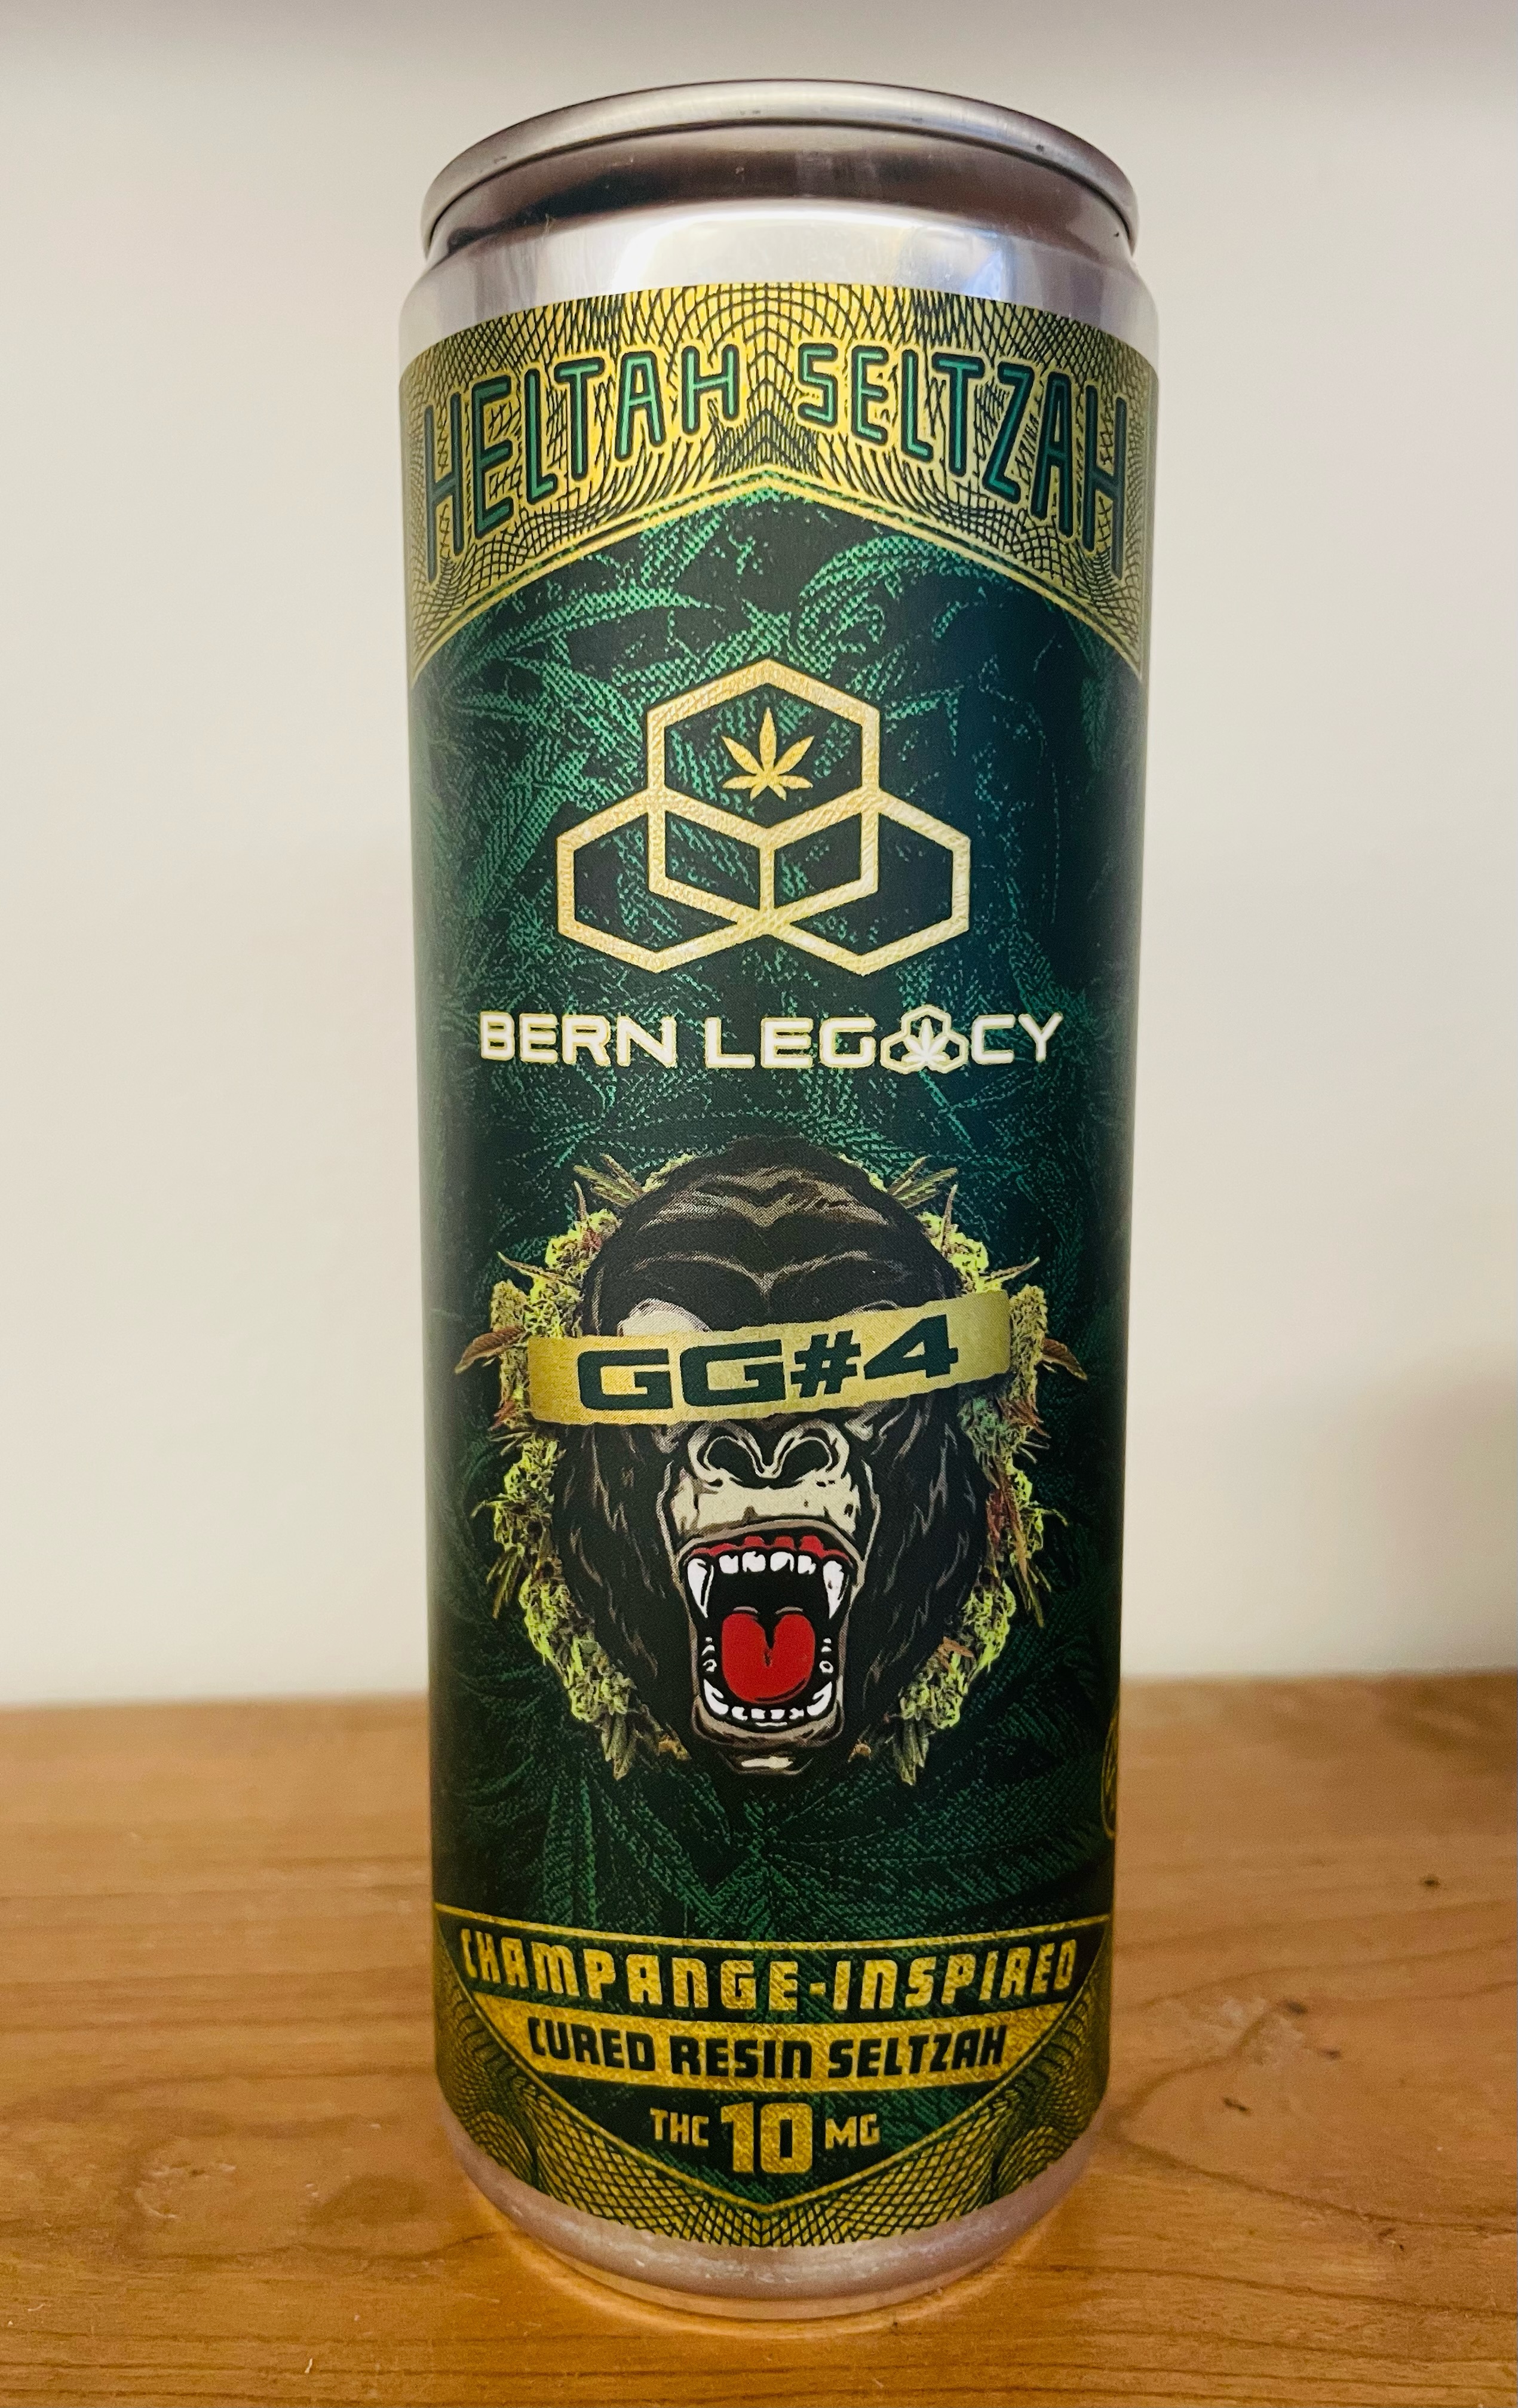 HELTAH SELTZAH
BERN LEGACY
GG#4
CHAMPANGE-INSPIRED
CURED RESIN SELTZAH
THC 10 MG